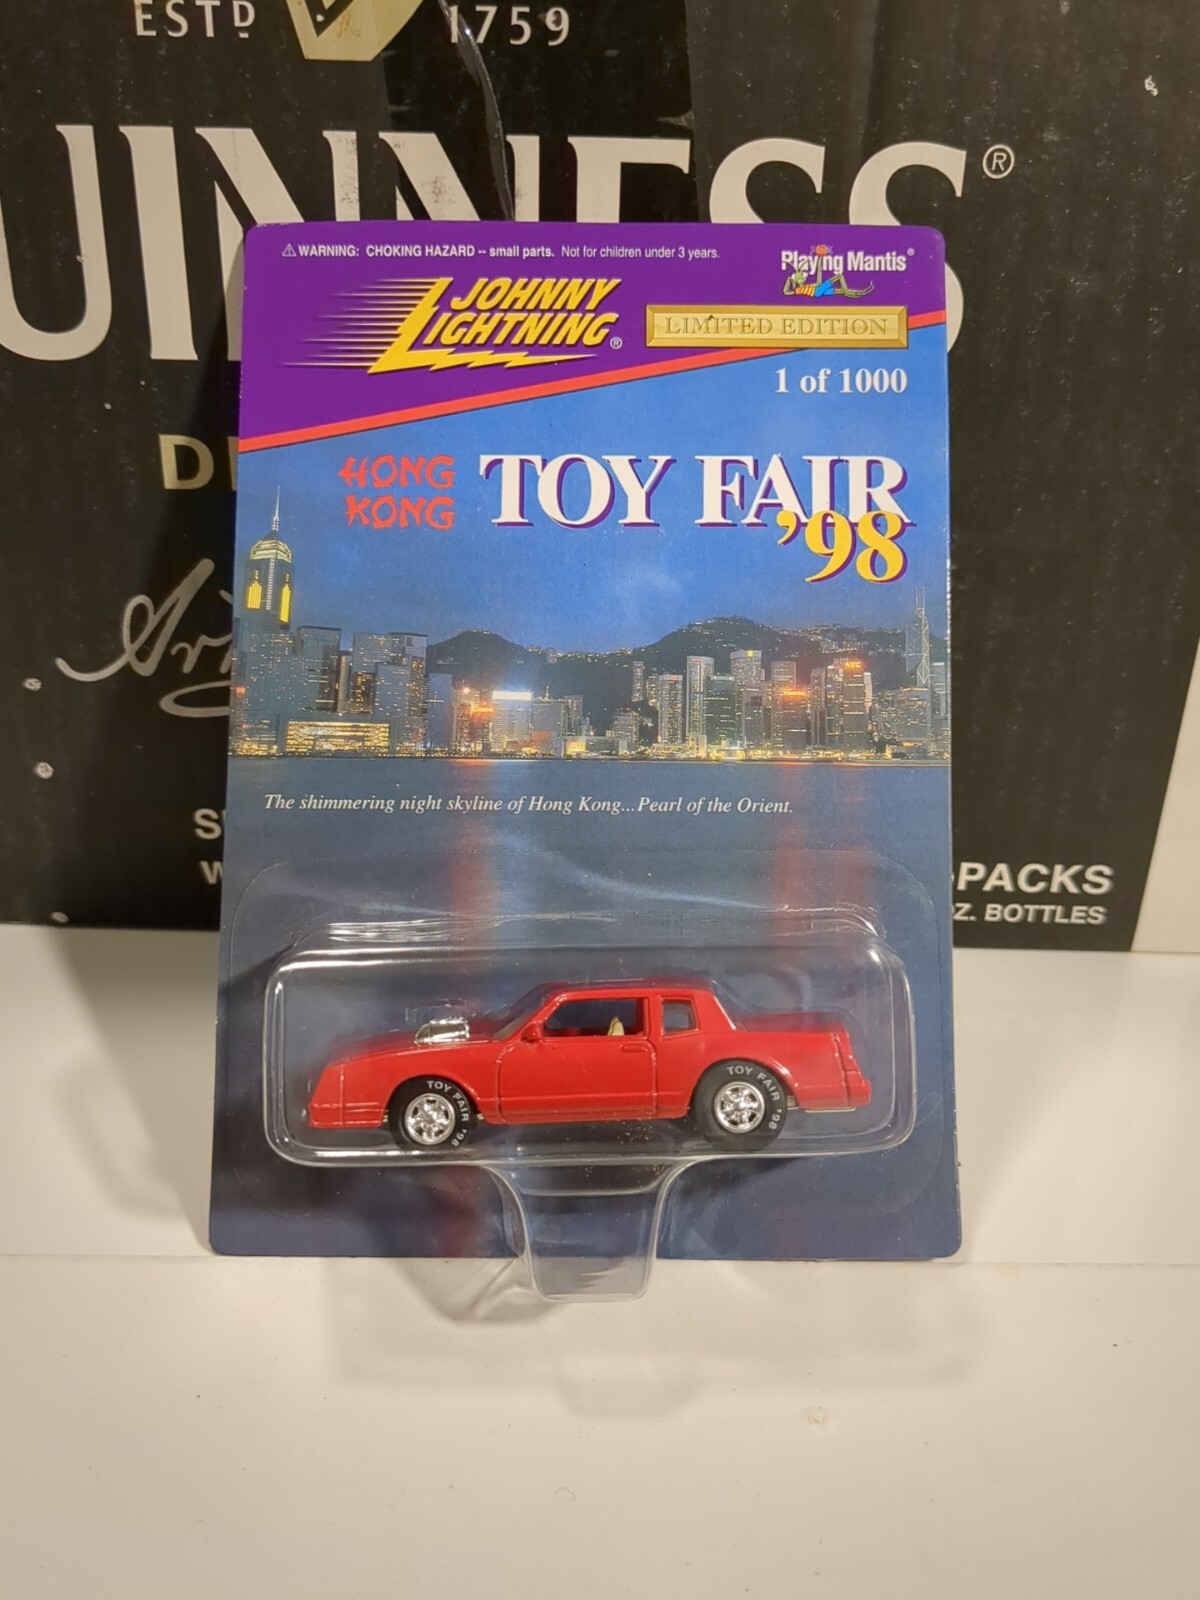 ESTD 1759
UINNESS®
⚠ WARNING: CHOKING HAZARD -- small parts. Not for children under 3 years.
Playing Mantis®
JOHNNY
LIGHTNING®
LIMITED EDITION
1 of 1000
HONG
KONG
TOY FAIR
'98
The shimmering night skyline of Hong Kong...Pearl of the Orient.
PACKS
Z. BOTTLES
TOY FAIR '98
TOY FAIR '98